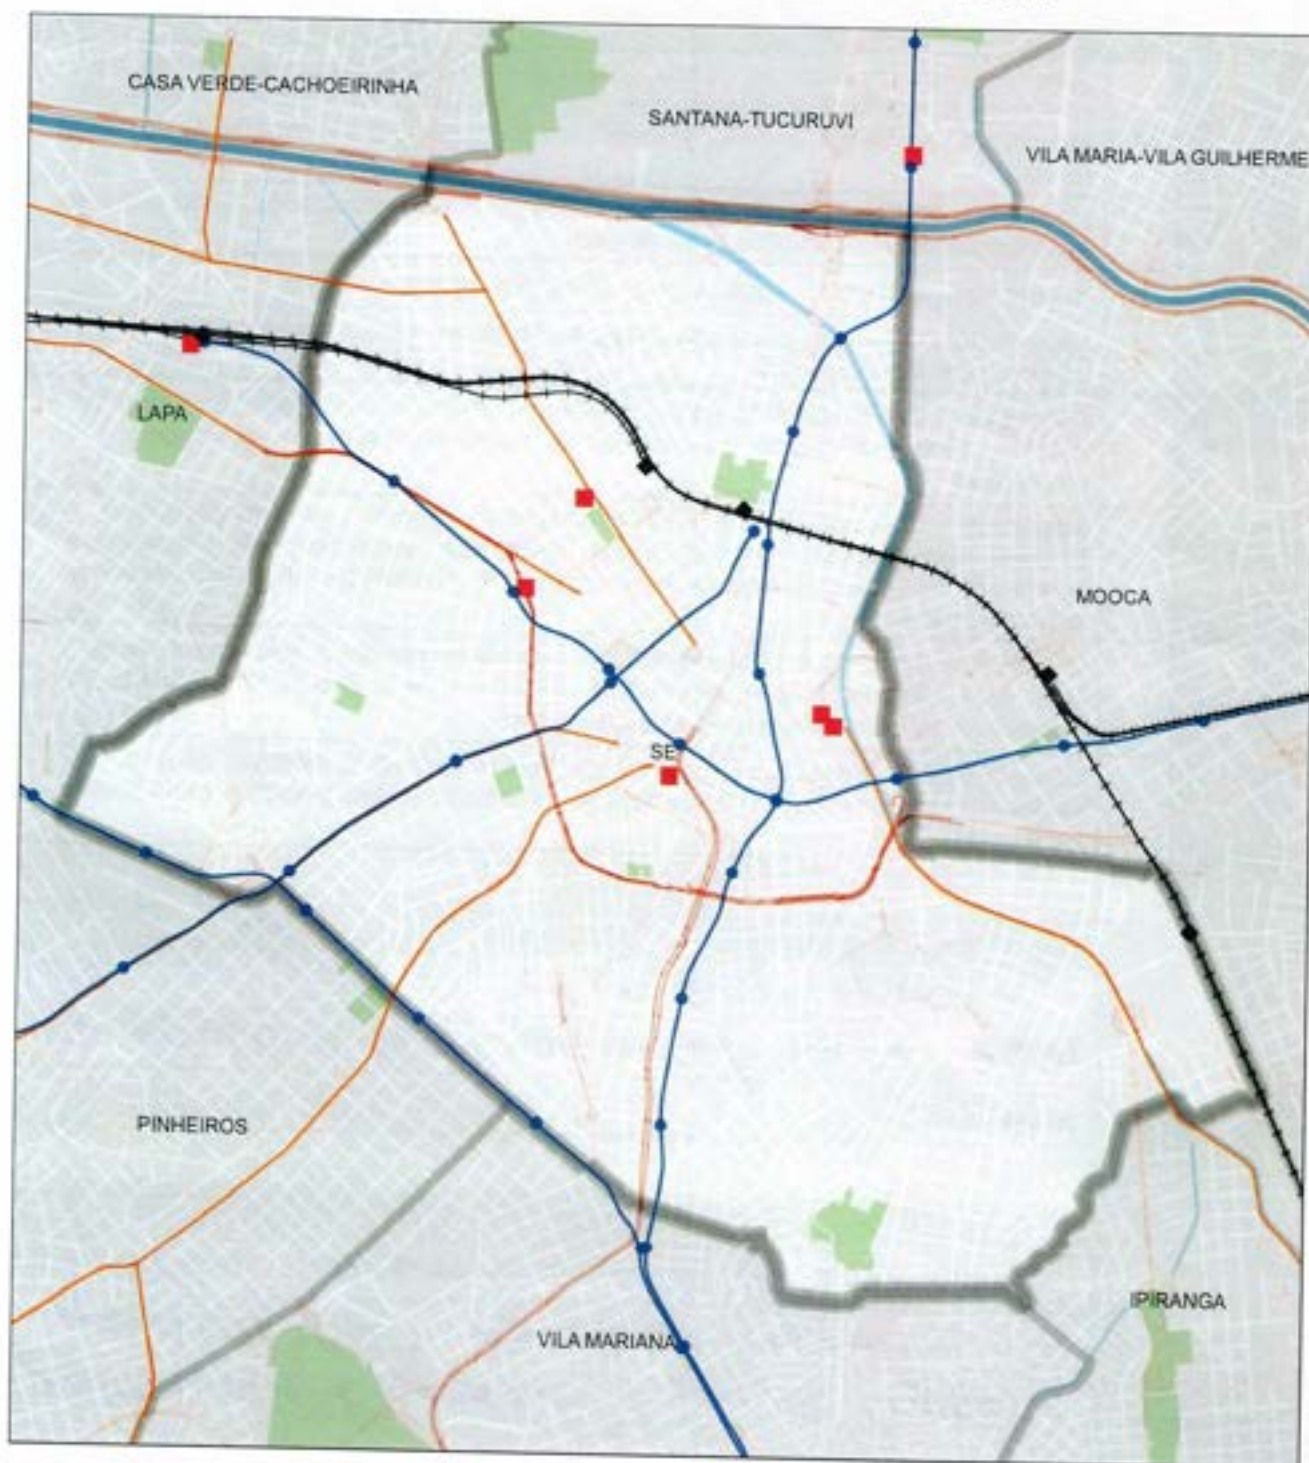 CASA VERDE-CACHOEIRINHA
SANTANA-TUCURUVI
VILA MARIA-VILA GUILHERME
LAPA
MOOCA
SE
PINHEIROS
IPIRANGA
VILA MARIANA